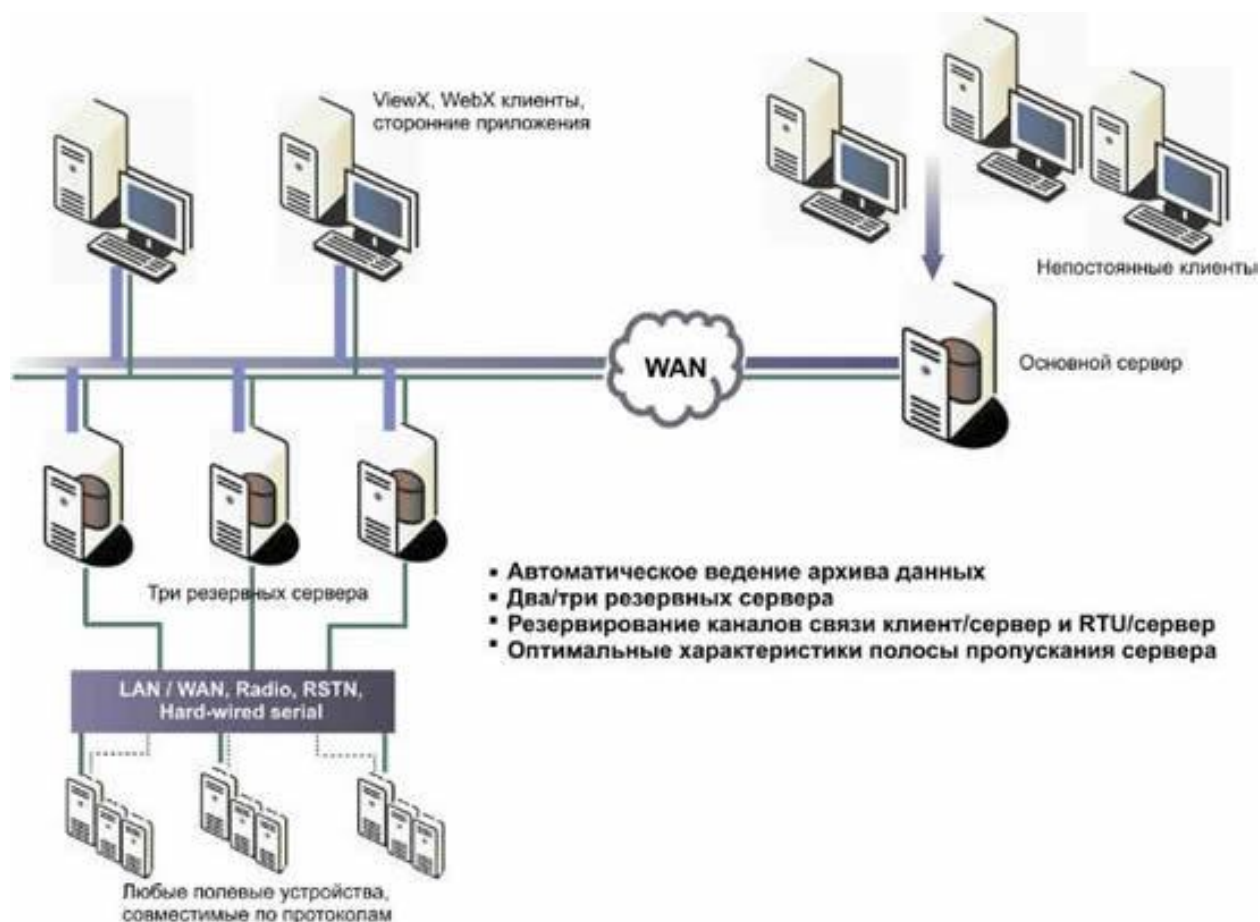 ViewX, WebX клиенты,
сторонние приложения
Непостоянные клиенты
WAN
Основной сервер
Три резервных сервера
▪ Автоматическое ведение архива данных
▪ Два/три резервных сервера
▪ Резервирование каналов связи клиент/сервер и RTU/сервер
▪ Оптимальные характеристики полосы пропускания сервера
LAN / WAN, Radio, RSTN,
Hard-wired serial
Любые полевые устройства,
совместимые по протоколам